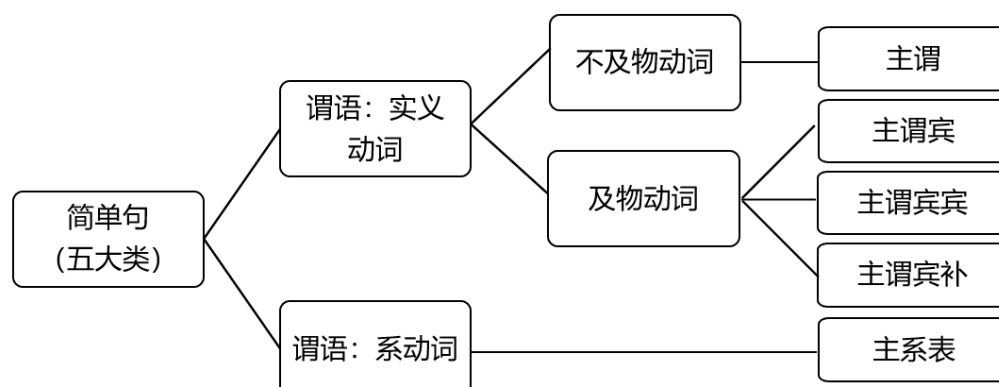 简单句
（五大类）
谓语：实义
动词
谓语：系动词
不及物动词
及物动词
主谓
主谓宾
主谓宾宾
主谓宾补
主系表